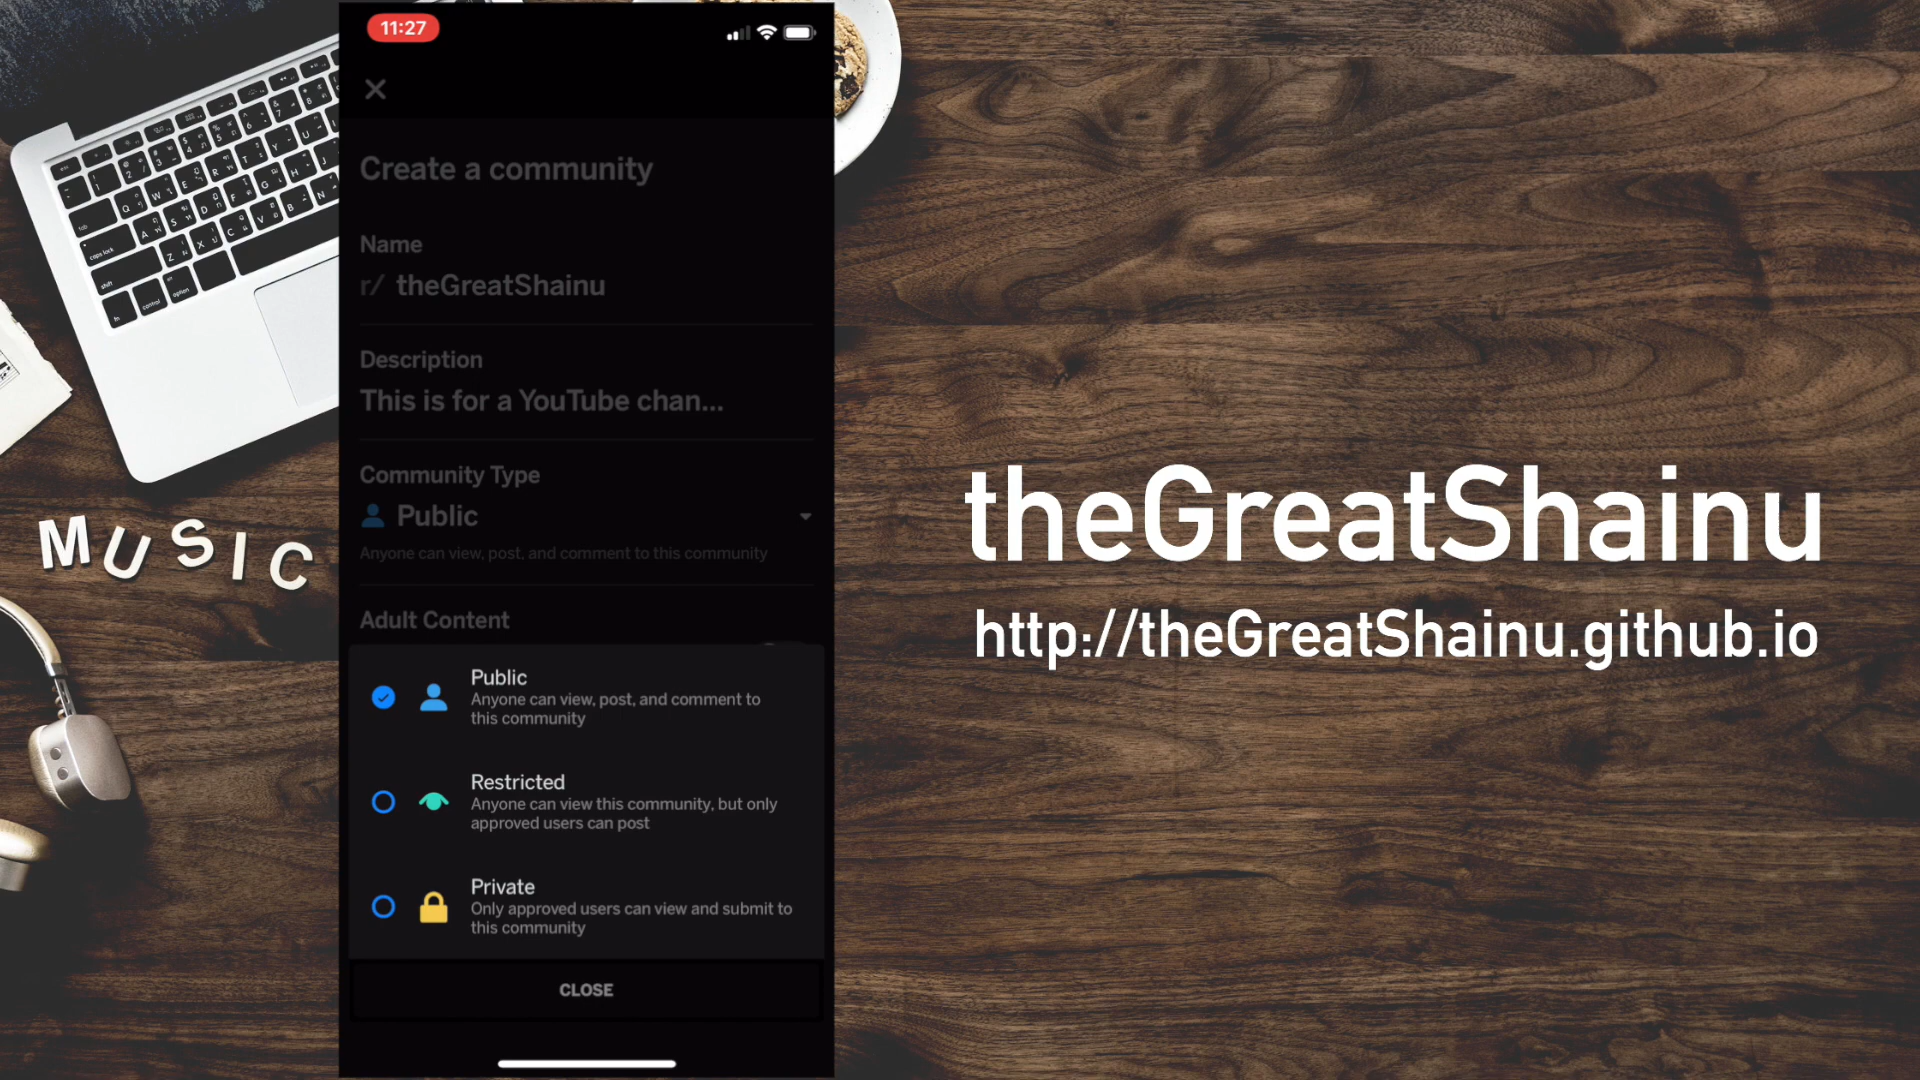 11:27
Create a community
Name
r/ theGreatShainu
Description
This is for a YouTube chan...
Community Type
Public
Anyone can view, post, and comment to this community
Adult Content
Public
Anyone can view, post, and comment to
this community
Restricted
Anyone can view this community, but only
approved users can post
Private
Only approved users can view and submit to
this community
CLOSE
MUSIC
theGreatShainu
http://theGreatShainu.github.io